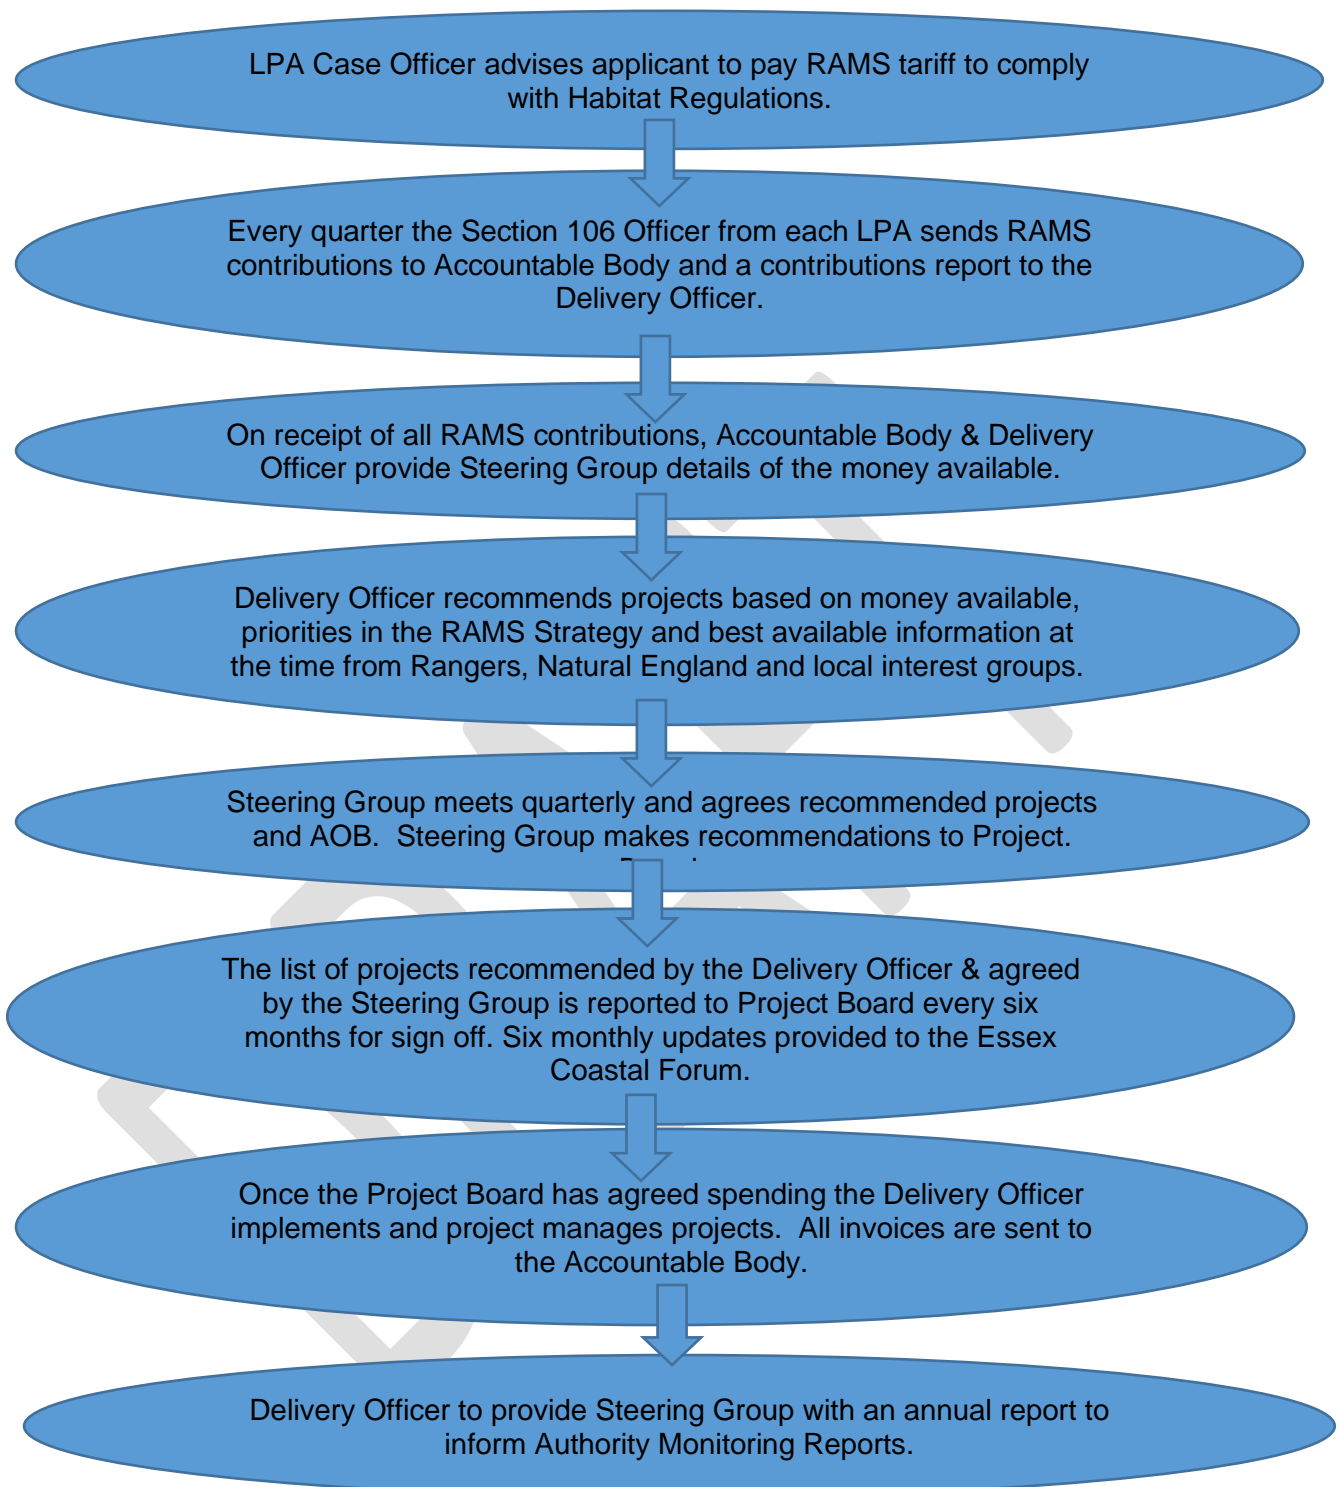 LPA Case Officer advises applicant to pay RAMS tariff to comply
with Habitat Regulations.
Every quarter the Section 106 Officer from each LPA sends RAMS
contributions to Accountable Body and a contributions report to the
Delivery Officer.
On receipt of all RAMS contributions, Accountable Body & Delivery
Officer provide Steering Group details of the money available.
Delivery Officer recommends projects based on money available,
priorities in the RAMS Strategy and best available information at
the time from Rangers, Natural England and local interest groups.
Steering Group meets quarterly and agrees recommended projects
and AOB.  Steering Group makes recommendations to Project.
The list of projects recommended by the Delivery Officer & agreed
by the Steering Group is reported to Project Board every six
months for sign off. Six monthly updates provided to the Essex
Coastal Forum.
Once the Project Board has agreed spending the Delivery Officer
implements and project manages projects.  All invoices are sent to
the Accountable Body.
Delivery Officer to provide Steering Group with an annual report to
inform Authority Monitoring Reports.